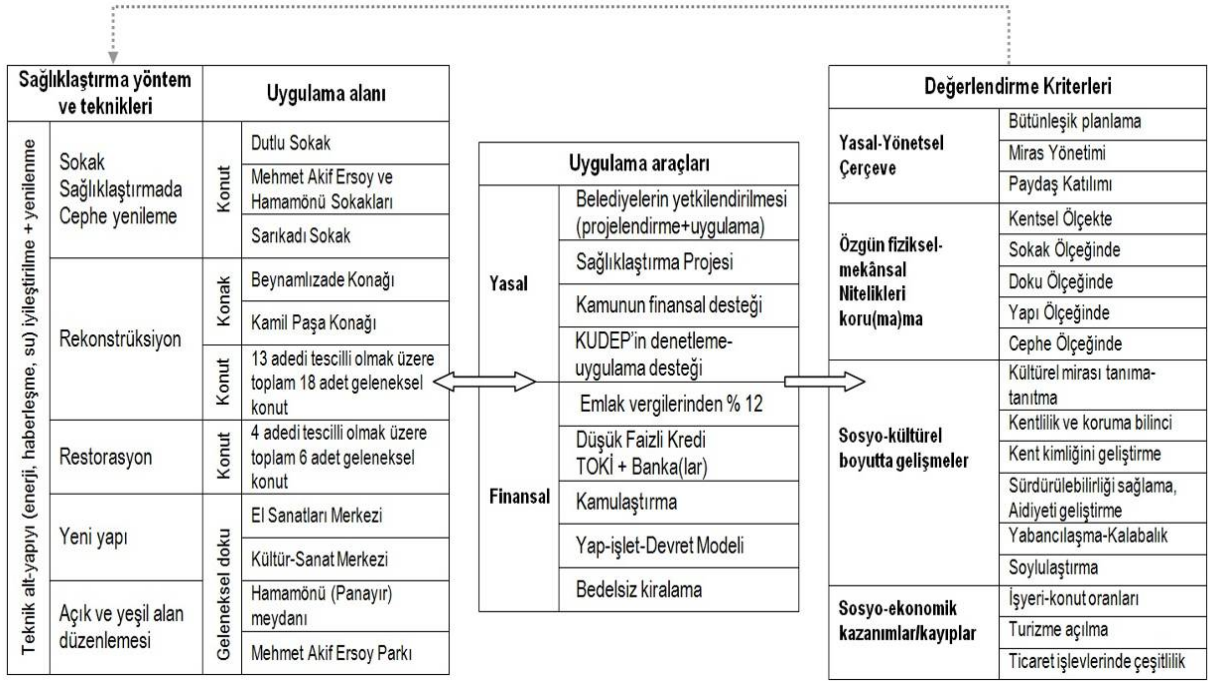 Sağlıklaştırma yöntem
ve teknikleri
Uygulama alanı
Teknik alt-yapıyı (enerji, haberleşme, su) iyileştirilme + yenilenme
Sokak
Sağlıklaştırmada
Cephe yenileme
Konut
Dutlu Sokak
Mehmet Akif Ersoy ve
Hamamönü Sokakları
Sarıkadı Sokak
Rekonstrüksiyon
Konak
Beynamlızade Konağı
Kamil Paşa Konağı
Konut
13 adedi tescilli olmak üzere
toplam 18 adet geleneksel
konut
Restorasyon
Konut
4 adedi tescilli olmak üzere
toplam 6 adet geleneksel
konut
Yeni yapı
Geleneksel doku
El Sanatları Merkezi
Kültür-Sanat Merkezi
Açık ve yeşil alan
düzenlemesi
Hamamönü (Panayır)
meydanı
Mehmet Akif Ersoy Parkı
Uygulama araçları
Yasal
Belediyelerin yetkilendirilmesi
(projelendirme+uygulama)
Sağlıklaştırma Projesi
Kamunun finansal desteği
KUDEP'in denetleme-
uygulama desteği
Finansal
Emlak vergilerinden % 12
Düşük Faizli Kredi
TOKİ + Banka(lar)
Kamulaştırma
Yap-işlet-Devret Modeli
Bedelsiz kiralama
Değerlendirme Kriterleri
Yasal-Yönetsel
Çerçeve
Bütünleşik planlama
Miras Yönetimi
Paydaş Katılımı
Özgün fiziksel-
mekânsal
Nitelikleri
koru(ma)ma
Kentsel Ölçekte
Sokak Ölçeğinde
Doku Ölçeğinde
Yapı Ölçeğinde
Cephe Ölçeğinde
Sosyo-kültürel
boyutta gelişmeler
Kültürel mirası tanıma-
tanıtma
Kentlilik ve koruma bilinci
Kent kimliğini geliştirme
Sürdürülebilirliği sağlama,
Aidiyeti geliştirme
Yabancılaşma-Kalabalık
Soylulaştırma
Sosyo-ekonomik
kazanımlar/kayıplar
İşyeri-konut oranları
Turizme açılma
Ticaret işlevlerinde çeşitlilik